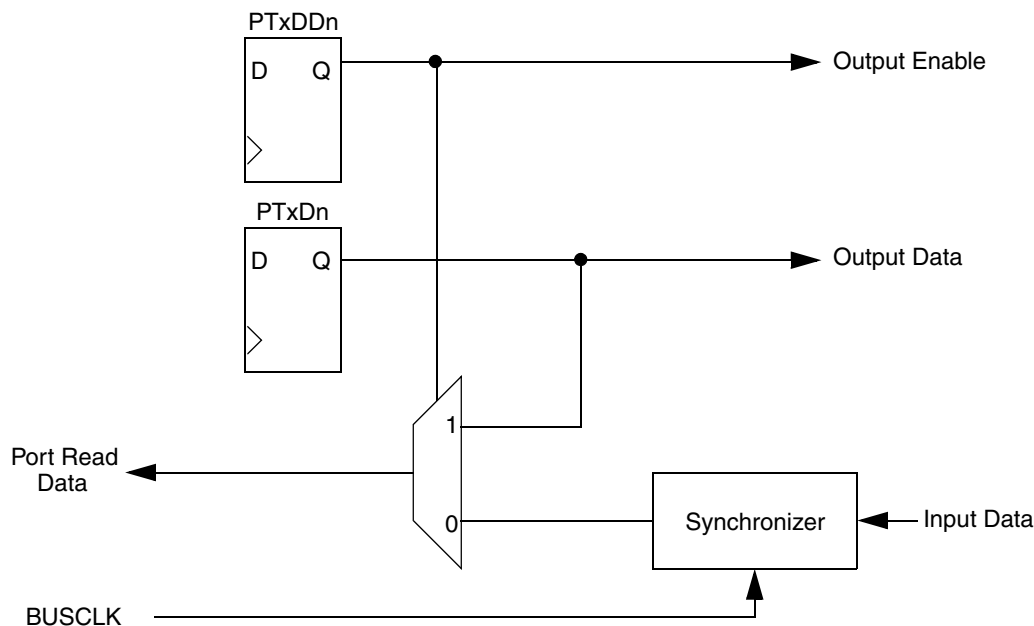 PTxDDn
D Q
Output Enable
PTxDn
D Q
Output Data
1
Port Read
Data
0
Synchronizer
Input Data
BUSCLK